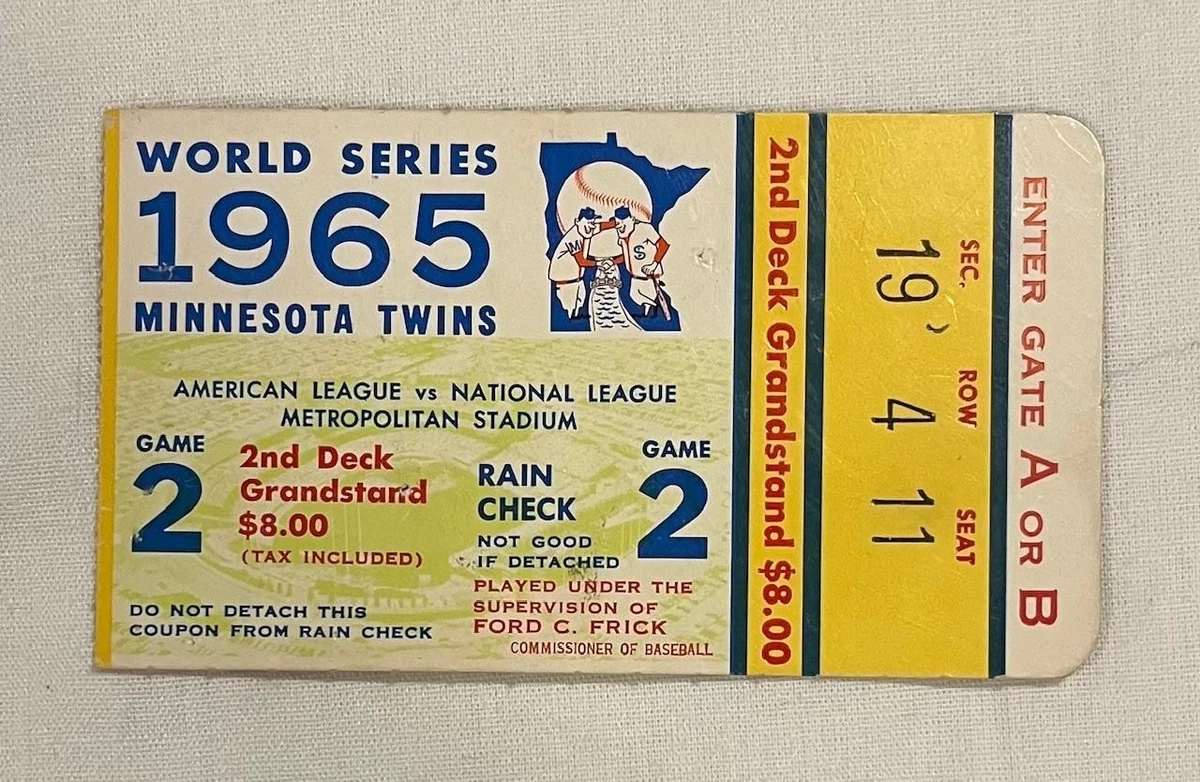 WORLD SERIES
1965
MINNESOTA TWINS
M
S
AMERICAN LEAGUE vs NATIONAL LEAGUE
METROPOLITAN STADIUM
GAME
2
2nd Deck
Grandstand
$8.00
(TAX INCLUDED)
RAIN
CHECK
NOT GOOD
IF DETACHED
GAME
2
DO NOT DETACH THIS
COUPON FROM RAIN CHECK
PLAYED UNDER THE
SUPERVISION OF
FORD C. FRICK
COMMISSIONER OF BASEBALL
2nd Deck Grandstand $8.00
SEC. ROW SEAT
19 4 11
ENTER GATE A OR B